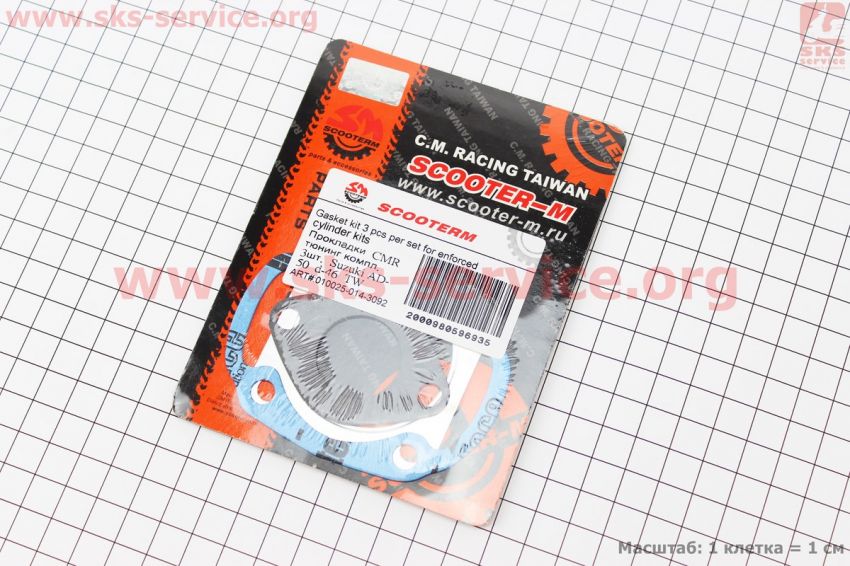 www.sks-service.org
SKS
service
SCOOTERM
parts & accessories
PARTS
C.M. RACING TAIWAN
SCOOTER-M
www.scooter-m.ru
SCOOTERM
Gasket kit 3 pcs per set for enforced
cylinder kits
Прокладки CMR
тюнинг компл.
3шт. Suzuki AD-
50 d-46 TW
ART# 010025-014-3092
2000980596935
www.sks-service.org
Масштаб: 1 клетка = 1 см